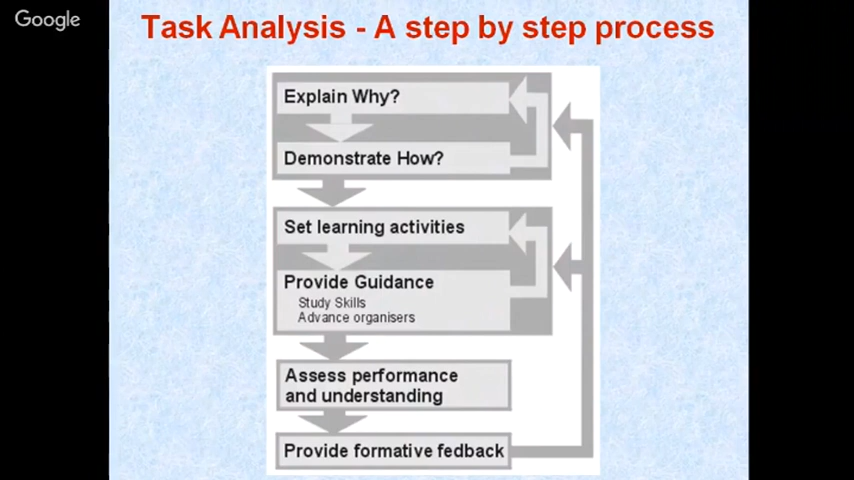 Google
Task Analysis - A step by step process
Explain Why?
Demonstrate How?
Set learning activities
Provide Guidance
Study Skills
Advance organisers
Assess performance
and understanding
Provide formative fedback